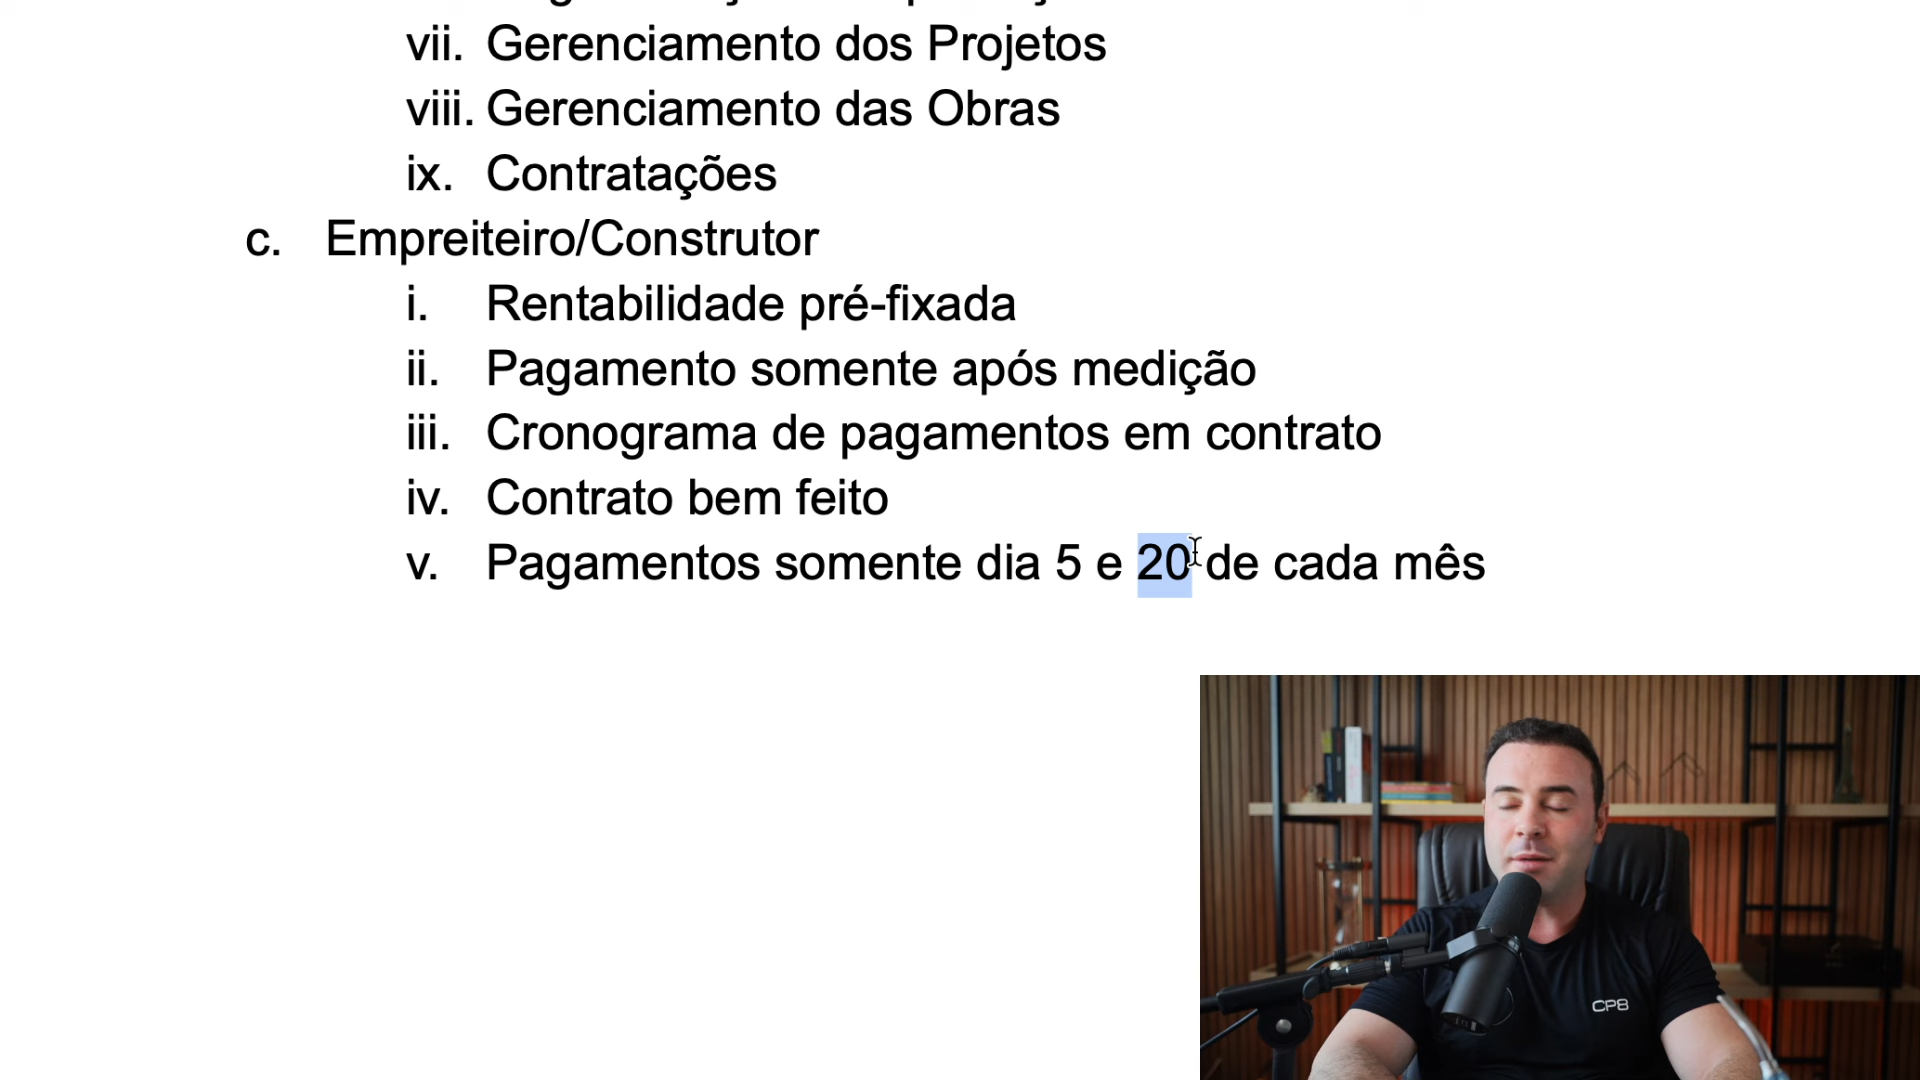 vii. Gerenciamento dos Projetos
viii. Gerenciamento das Obras
ix. Contratações
c. Empreiteiro/Construtor
i. Rentabilidade pré-fixada
ii. Pagamento somente após medição
iii. Cronograma de pagamentos em contrato
iv. Contrato bem feito
v. Pagamentos somente dia 5 e 20 de cada mês
CP8